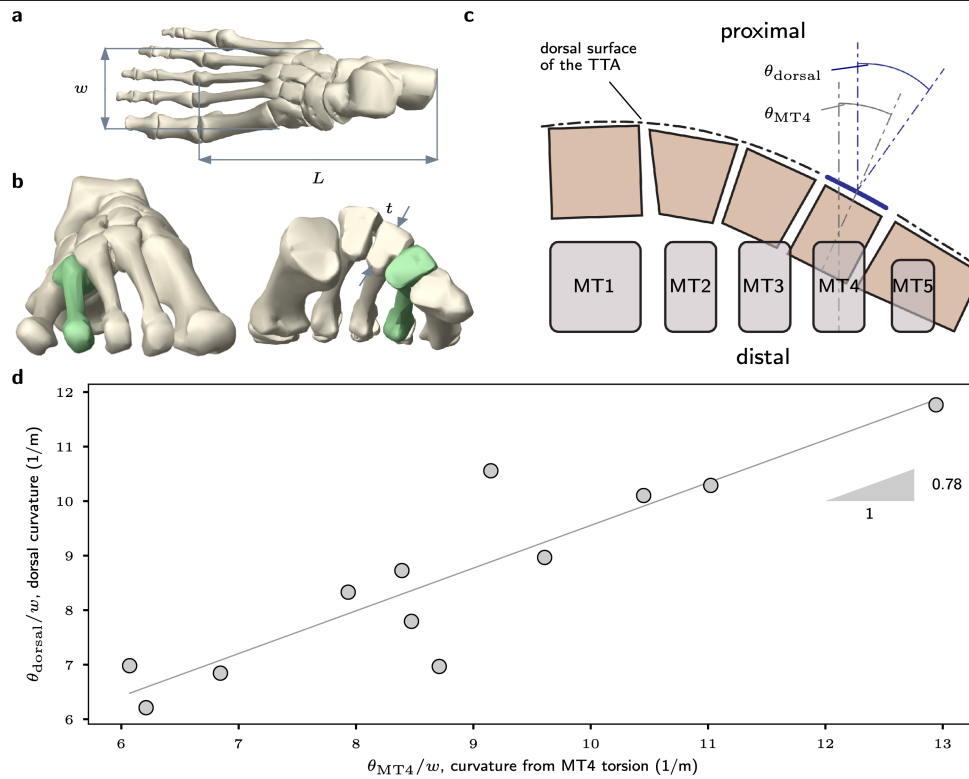 a
w
L
b
t
c
proximal
dorsal surface
of the TTA
θdorsal
θMT4
MT1
MT2
MT3
MT4
MT5
distal
d
θdorsal/w, dorsal curvature (1/m)
12
11
10
9
8
7
6
0.78
1
6 7 8 9 10 11 12 13
θMT4/w, curvature from MT4 torsion (1/m)